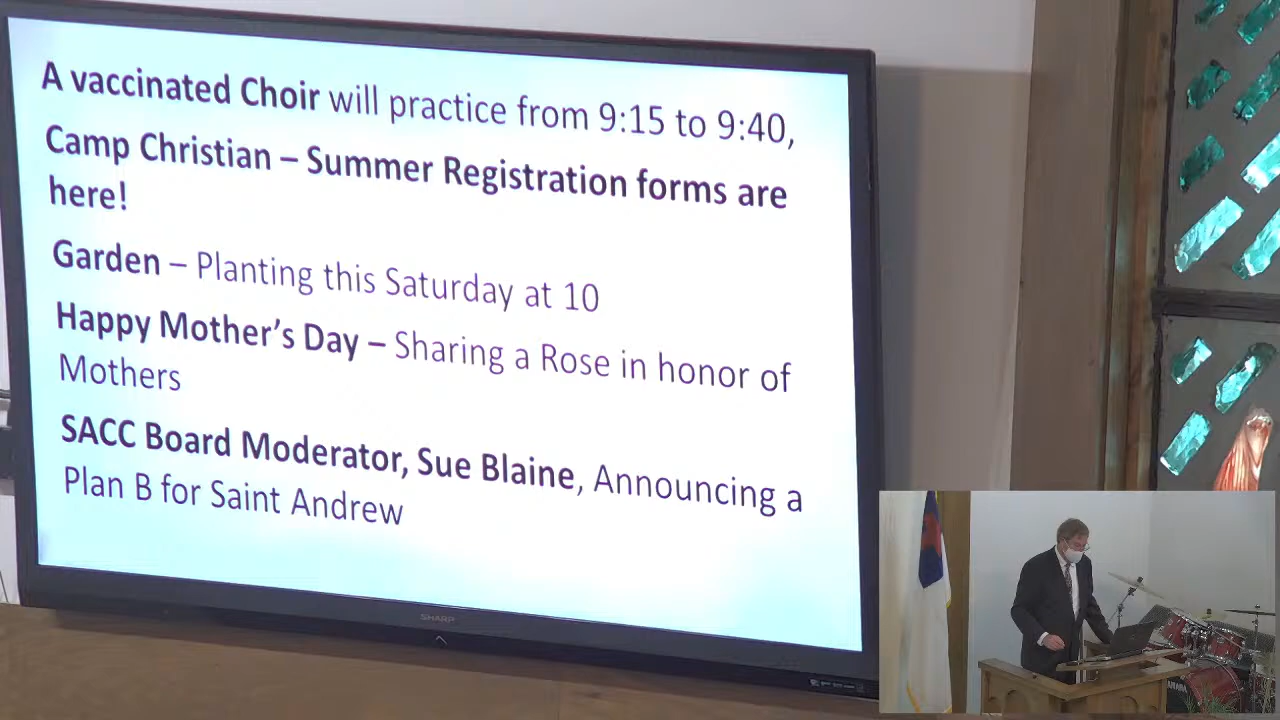 A vaccinated Choir will practice from 9:15 to 9:40,
Camp Christian – Summer Registration forms are
here!
Garden – Planting this Saturday at 10
Happy Mother's Day – Sharing a Rose in honor of
Mothers
SACC Board Moderator, Sue Blaine, Announcing a
Plan B for Saint Andrew
SHARP
YAMAHA